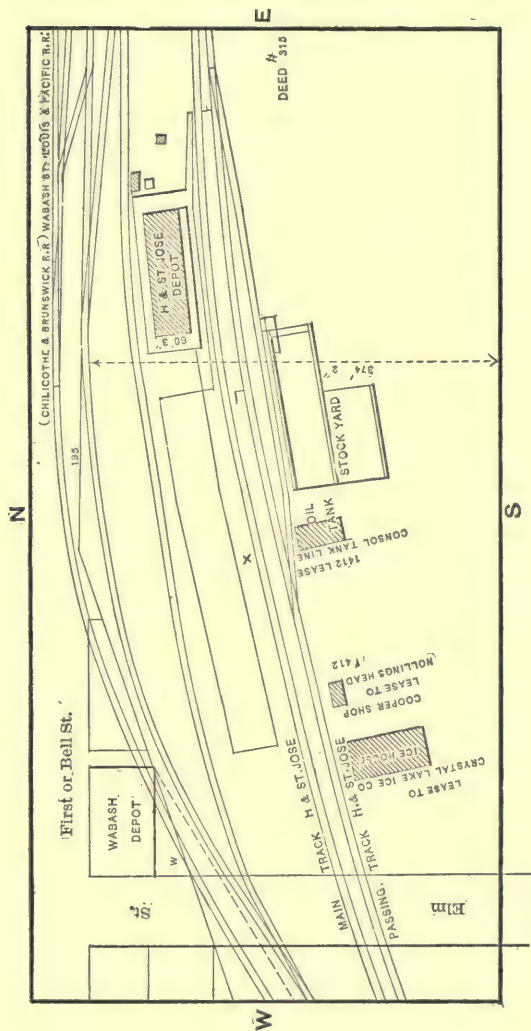 N
E
S
W
(CHILICOTHE & BRUNSWICK R.R) WABASH ST. LOUIS & PACIFIC R.R.
195
First or Bell St.
WABASH
DEPOT
W
St.
Elm
H & ST. JOSE
DEPOT
60' 3"
DEED # 315
374' 2"
STOCK YARD
OIL
TANK
1412 LEASE
CONSOL TANK LINE
X
COOPER SHOP
LEASE TO
NOLLINGS HEAD
ICE HOUSE
LEASE TO
CRYSTAL LAKE ICE CO
MAIN TRACK H & ST. JOSE
PASSING. TRACK H. & ST. JOSE